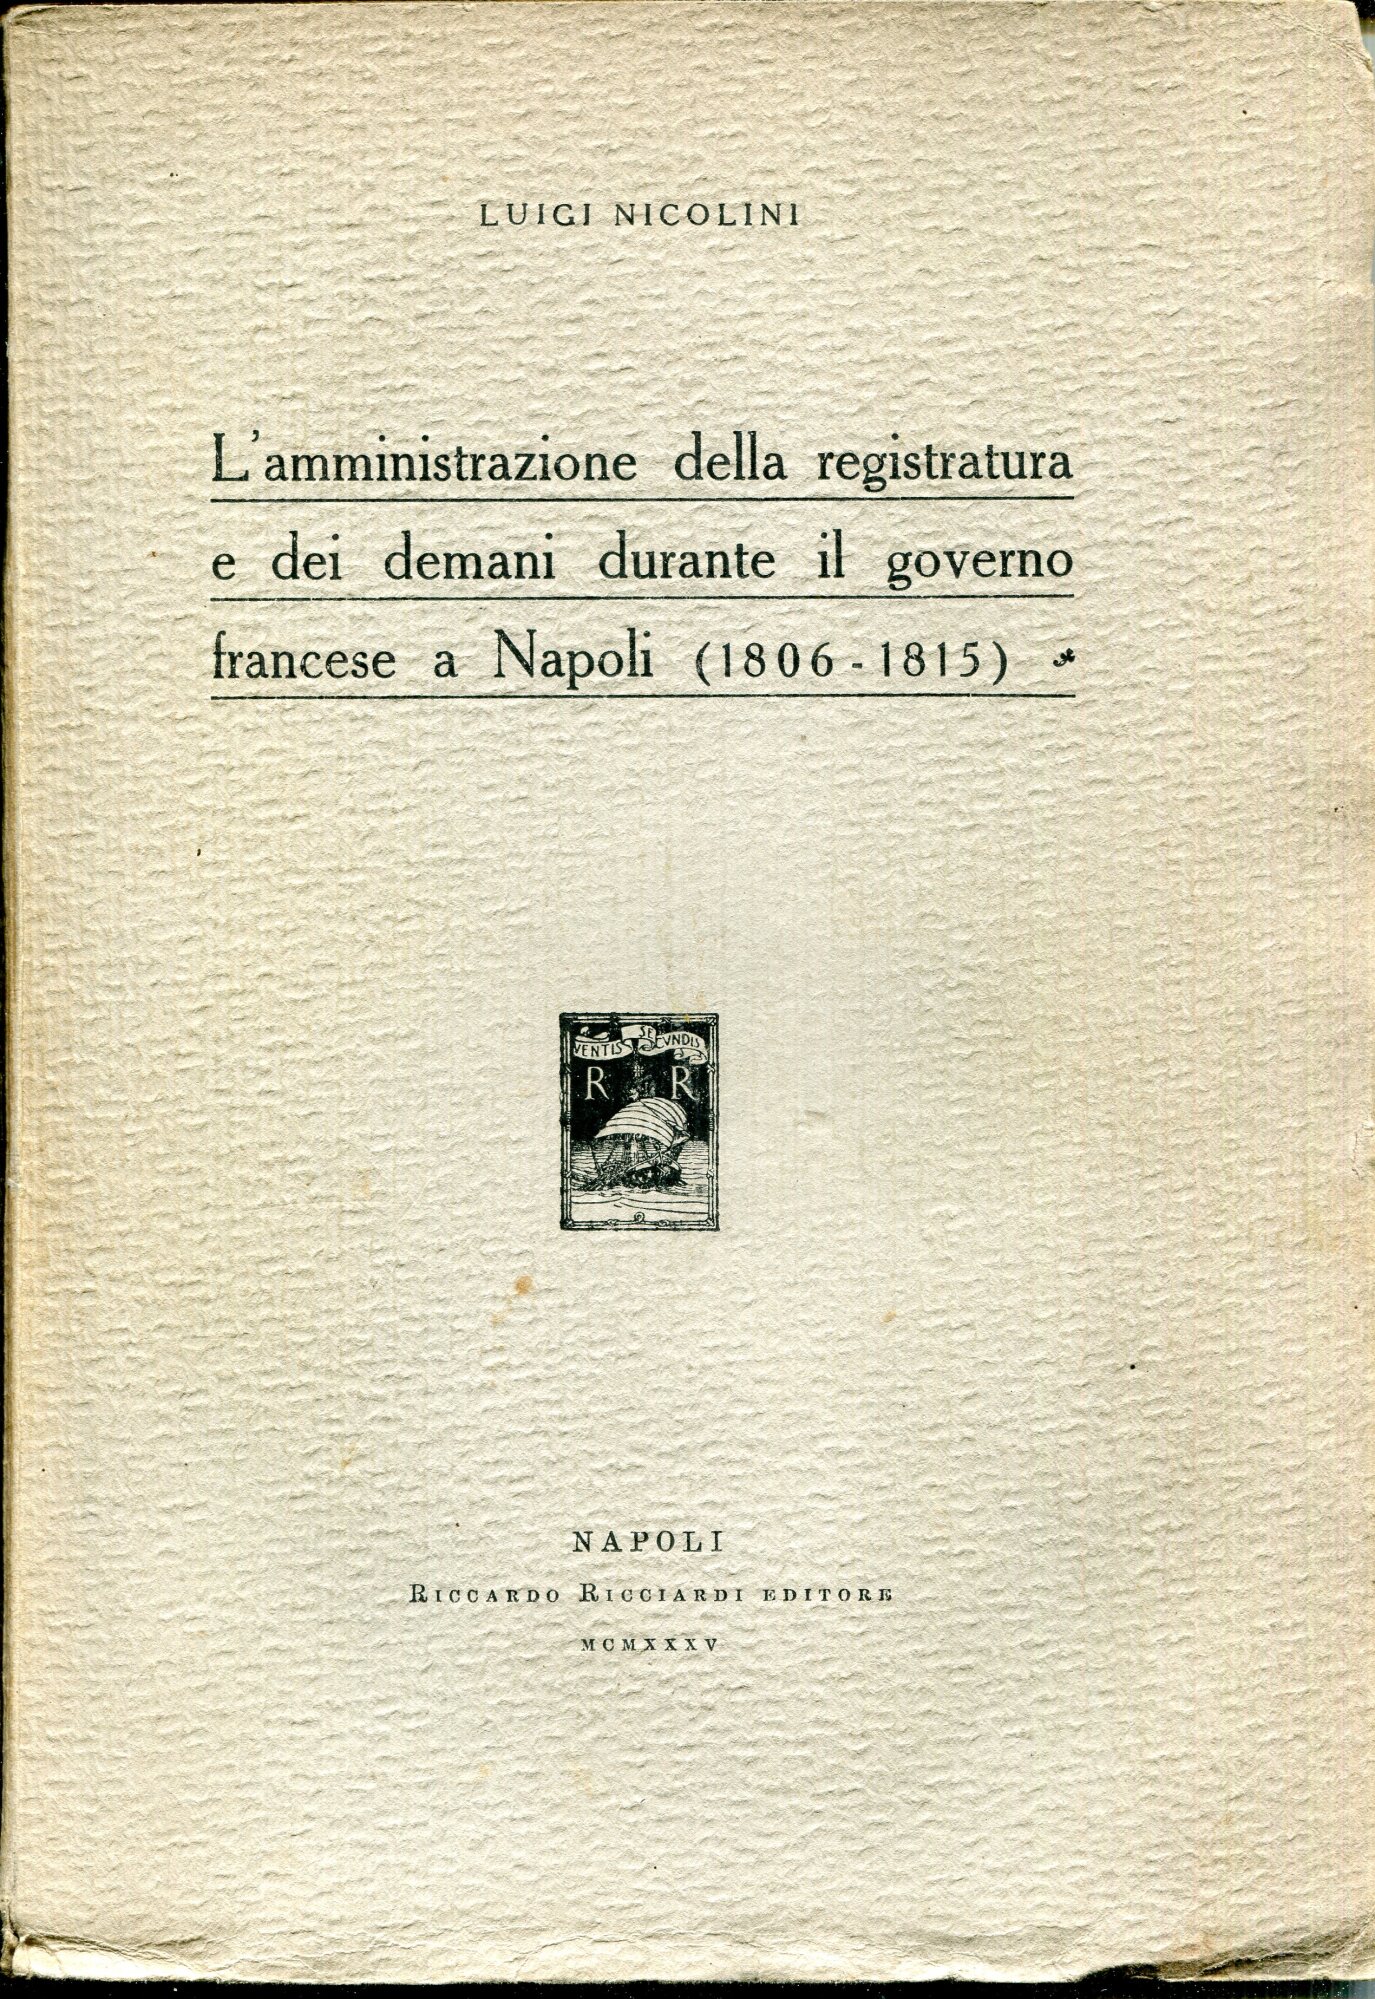 LUIGI NICOLINI
L'amministrazione della registratura
e dei demani durante il governo
francese a Napoli (1806-1815)
VENTIS SECVNDIS
R R
NAPOLI
RICCARDO RICCIARDI EDITORE
MCMXXXV